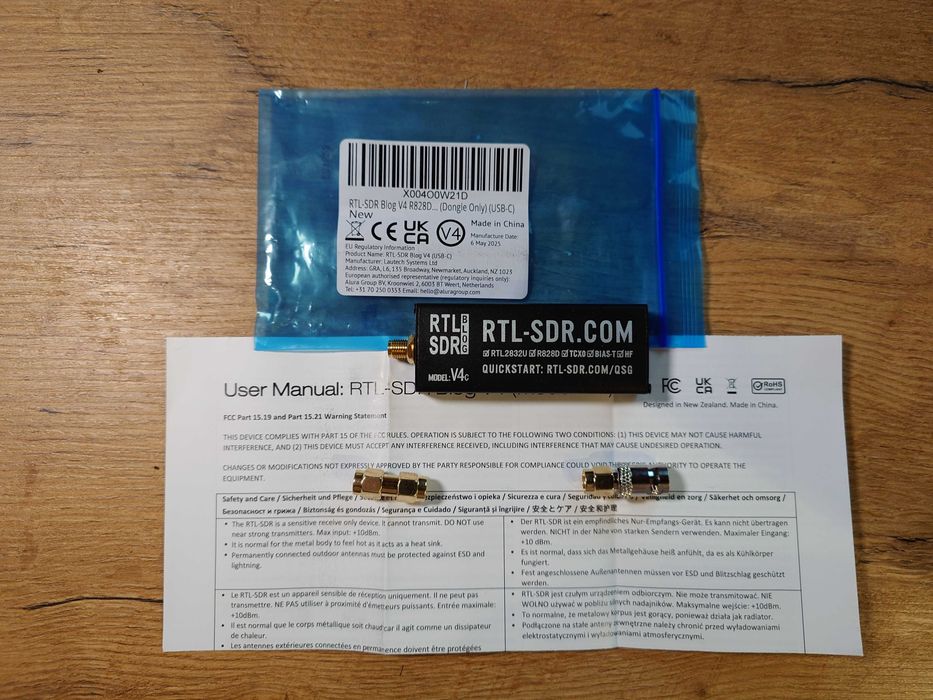 X004O0W21D
RTL-SDR Blog V4 R828D... (Dongle Only) (USB-C)
New
CE UK CA V4
Made in China
Manufacture Date:
6 May 2025
EU Regulatory Information
Product Name: RTL-SDR Blog V4 (USB-C)
Manufacturer: Lautech Systems Ltd
Address: GRA, L6, 135 Broadway, Newmarket, Auckland, NZ 1023
European authorised representative (regulatory inquiries only):
Alura Group BV, Kroonwiel 2, 6003 BT Weert, Netherlands
Tel: +31 70 250 0353 Email: hello@aluragroup.com
RTL
SDR
BLOG
RTL-SDR.COM
RTL2832U R828D TCXO BIAS-T HF
MODEL: V4c
QUICKSTART: RTL-SDR.COM/QSG
User Manual: RTL-SDR Blog V4
FC UK CA RoHS
COMPLIANT
Designed in New Zealand. Made in China.
FCC Part 15.19 and Part 15.21 Warning Statement
THIS DEVICE COMPLIES WITH PART 15 OF THE FCC RULES. OPERATION IS SUBJECT TO THE FOLLOWING TWO CONDITIONS: (1) THIS DEVICE MAY NOT CAUSE HARMFUL
INTERFERENCE, AND (2) THIS DEVICE MUST ACCEPT ANY INTERFERENCE RECEIVED, INCLUDING INTERFERENCE THAT MAY CAUSE UNDESIRED OPERATION.
CHANGES OR MODIFICATIONS NOT EXPRESSLY APPROVED BY THE PARTY RESPONSIBLE FOR COMPLIANCE COULD VOID AUTHORITY TO OPERATE THE
EQUIPMENT.
Safety and Care / Sicherheit und Pflege / Bezpieczeństwo i opieka / Sicurezza e cura / Seguridad y / Veiligheid en zorg / Säkerhet och omsorg /
Безопасност и грижа / Biztonság és gondozás / Segurança e Cuidado / Siguranță și îngrijire / 安全とケア / 安全和护理
• The RTL-SDR is a sensitive receive only device. It cannot transmit. DO NOT use
near strong transmitters. Max input: +10dBm.
• It is normal for the metal body to feel hot as it acts as a heat sink.
• Permanently connected outdoor antennas must be protected against ESD and
lightning.
• Der RTL-SDR ist ein empfindliches Nur-Empfangs-Gerät. Es kann nicht übertragen
werden. NICHT in der Nähe von starken Sendern verwenden. Maximaler Eingang:
+10 dBm.
• Es ist normal, dass sich das Metallgehäuse heiß anfühlt, da es als Kühlkörper
fungiert.
• Fest angeschlossene Außenantennen müssen vor ESD und Blitzschlag geschützt
werden.
• Le RTL-SDR est un appareil sensible de réception uniquement. Il ne peut pas
transmettre. NE PAS utiliser à proximité d'émetteurs puissants. Entrée maximale:
+10dBm.
• Il est normal que le corps métallique soit chaud car il agit comme un dissipateur
de chaleur.
• Les antennes extérieures connectées en permanence doivent être protégées
• RTL-SDR jest czułym urządzeniem odbiorczym. Nie może transmitować. NIE
WOLNO używać w pobliżu silnych nadajników. Maksymalne wejście: +10dBm.
• To normalne, że metalowy korpus jest gorący, ponieważ działa jak radiator.
• Podłączone na stałe anteny zewnętrzne należy chronić przed wyładowaniami
elektrostatycznymi i wyładowaniami atmosferycznymi.